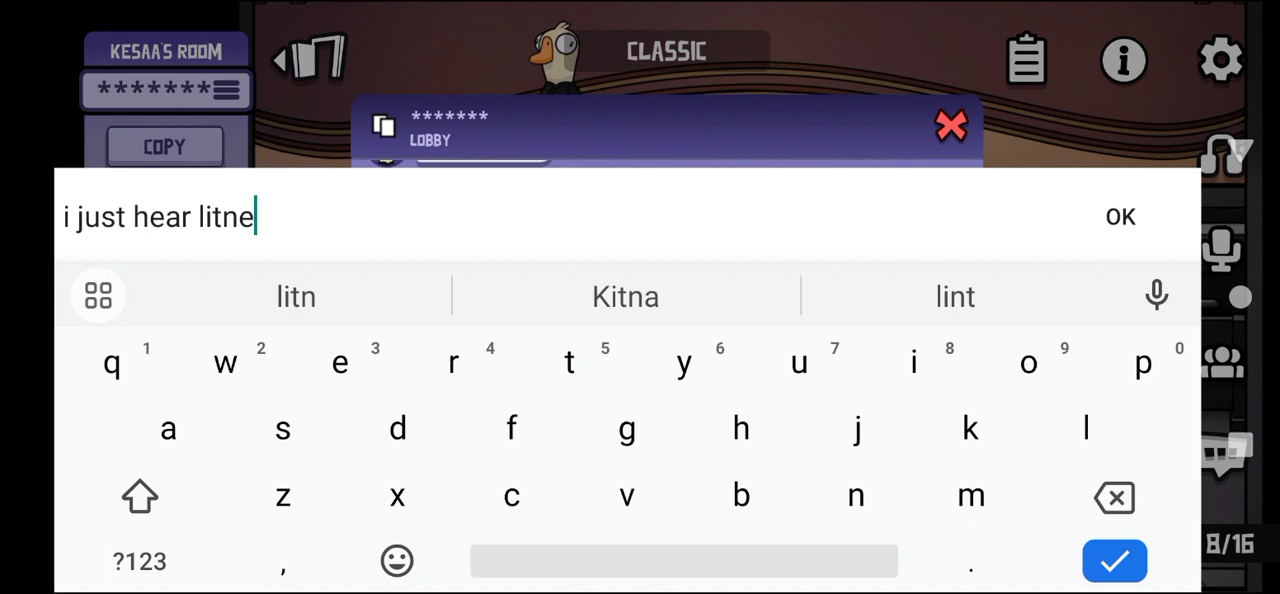 KESAA'S ROOM
CLASSIC
*******
COPY
*******
LOBBY
i just hear litne
OK
litn Kitna lint
q 1 w 2 e 3 r 4 t 5 y 6 u 7 i 8 o 9 p 0
a s d f g h j k l
z x c v b n m
?123 , .
8/16